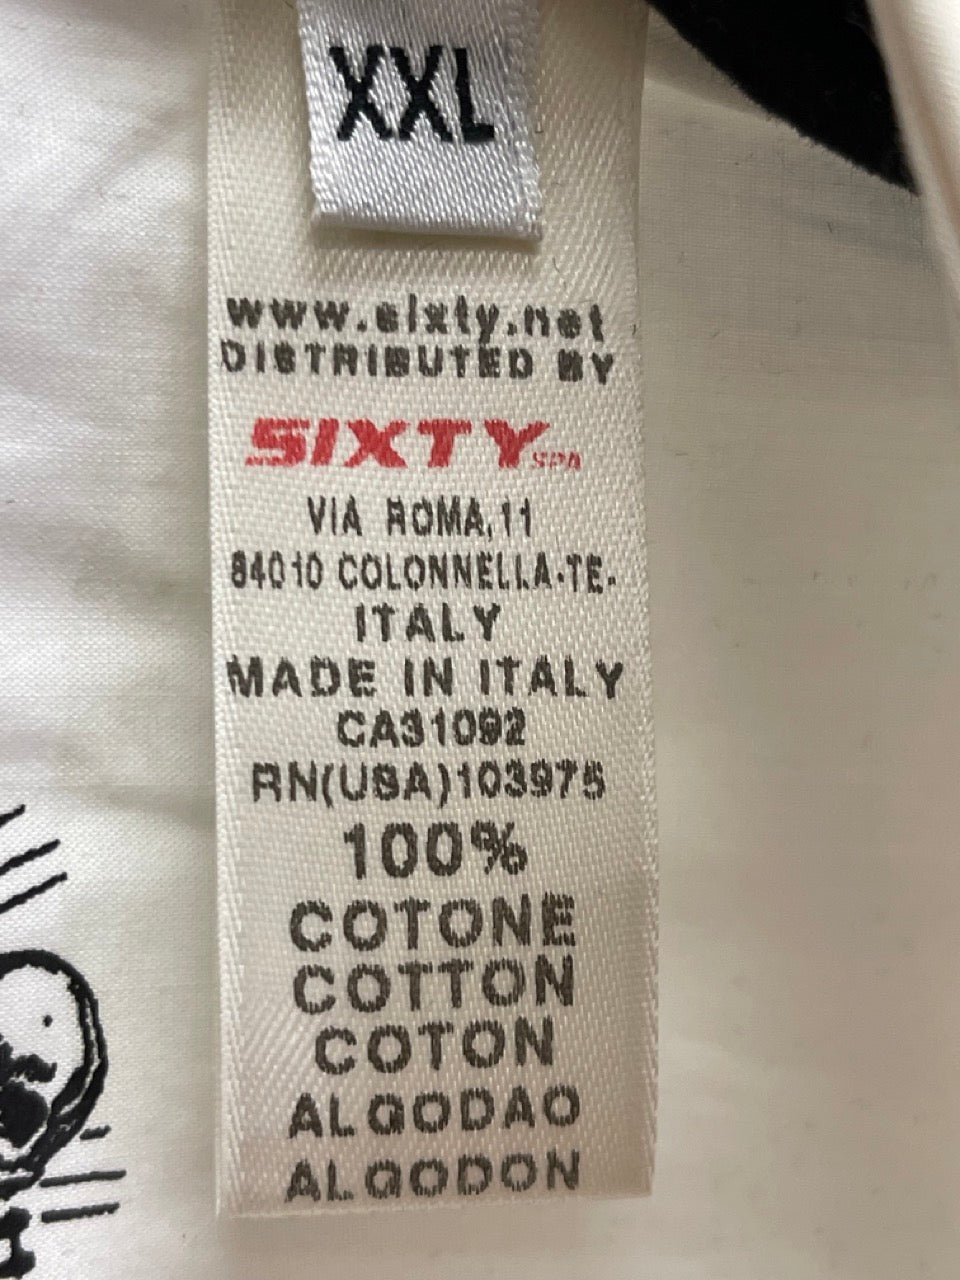 XXL
www.sixty.net
DISTRIBUTED BY
SIXTY SPA
VIA ROMA,11
64010 COLONNELLA-TE-
ITALY
MADE IN ITALY
CA31092
RN(USA)103975
100%
COTONE
COTTON
COTON
ALGODAO
ALGODON